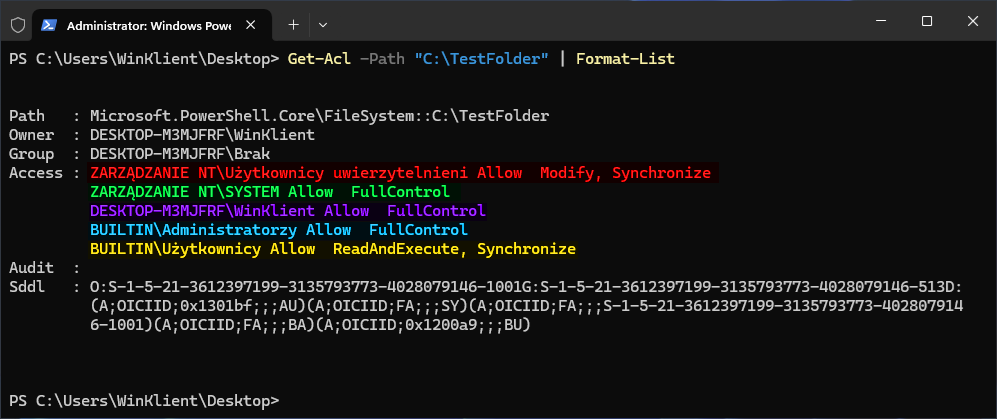 Administrator: Windows Powe
PS C:\Users\WinKlient\Desktop> Get-Acl -Path "C:\TestFolder" | Format-List
Path   : Microsoft.PowerShell.Core\FileSystem::C:\TestFolder
Owner  : DESKTOP-M3MJFRF\WinKlient
Group  : DESKTOP-M3MJFRF\Brak
Access : ZARZĄDZANIE NT\Użytkownicy uwierzytelnieni Allow  Modify, Synchronize
ZARZĄDZANIE NT\SYSTEM Allow  FullControl
DESKTOP-M3MJFRF\WinKlient Allow  FullControl
BUILTIN\Administratorzy Allow  FullControl
BUILTIN\Użytkownicy Allow  ReadAndExecute, Synchronize
Audit  :
Sddl   : O:S-1-5-21-3612397199-3135793773-4028079146-1001G:S-1-5-21-3612397199-3135793773-4028079146-513D:
(A;OICIID;0x1301bf;;;AU)(A;OICIID;FA;;;SY)(A;OICIID;FA;;;S-1-5-21-3612397199-3135793773-402807914
6-1001)(A;OICIID;FA;;;BA)(A;OICIID;0x1200a9;;;BU)
PS C:\Users\WinKlient\Desktop>